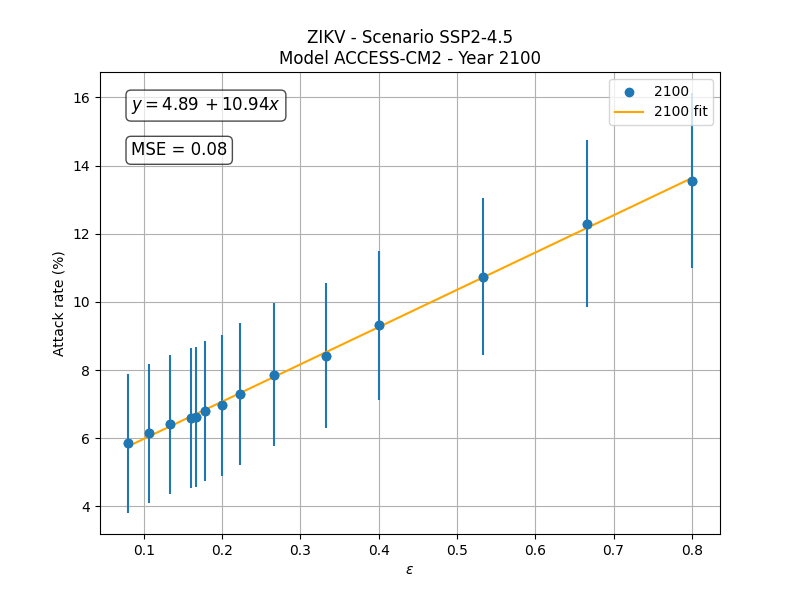 ZIKV - Scenario SSP2-4.5
Model ACCESS-CM2 - Year 2100
y = 4.89 + 10.94x
MSE = 0.08
2100
2100 fit
Attack rate (%)
16
14
12
10
8
6
4
0.1 0.2 0.3 0.4 0.5 0.6 0.7 0.8
ε